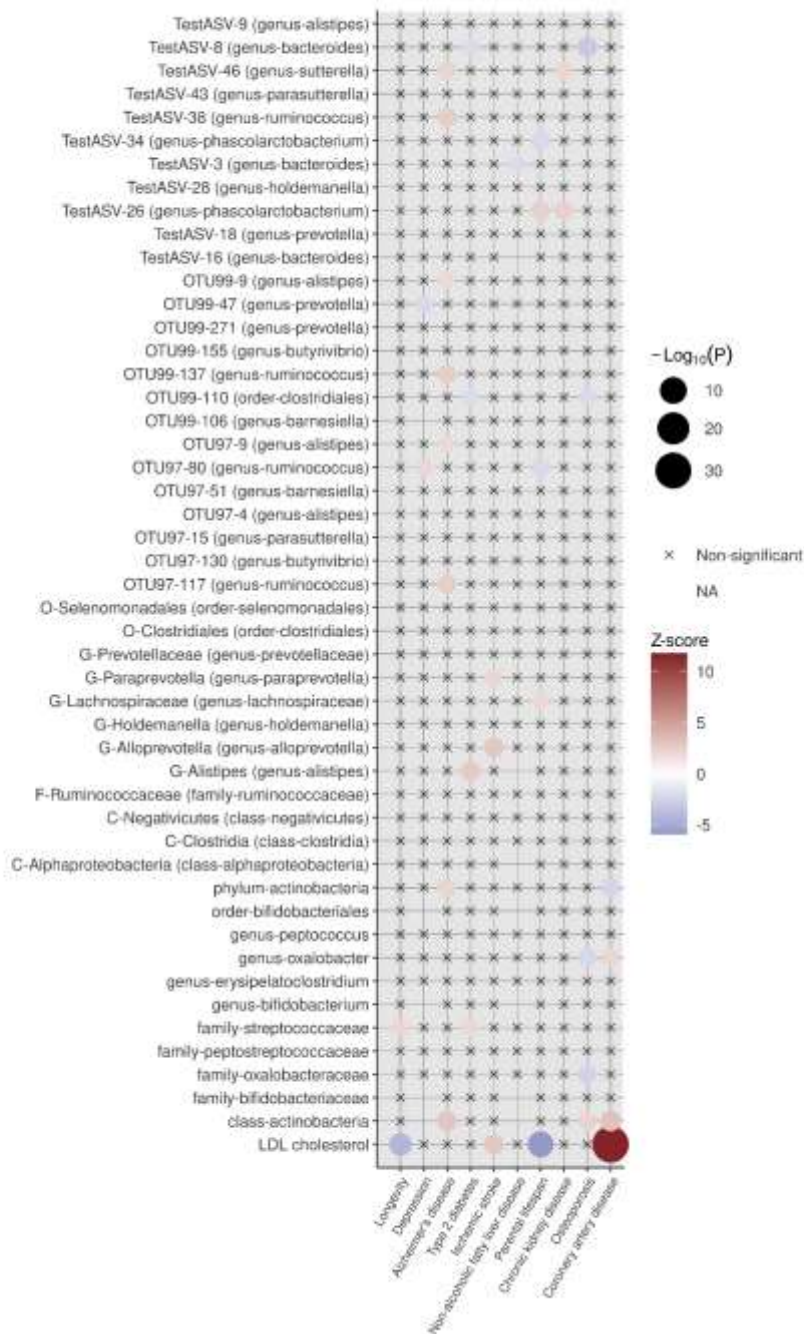 TestASV-9 (genus-alistipes)
TestASV-8 (genus-bacteroides)
TestASV-46 (genus-sutterella)
TestASV-43 (genus-parasutterella)
TestASV-38 (genus-ruminococcus)
TestASV-34 (genus-phascolarctobacterium)
TestASV-3 (genus-bacteroides)
TestASV-28 (genus-holdemanella)
TestASV-26 (genus-phascolarctobacterium)
TestASV-18 (genus-prevotella)
TestASV-16 (genus-bacteroides)
OTU99-9 (genus-alistipes)
OTU99-47 (genus-prevotella)
OTU99-271 (genus-prevotella)
OTU99-155 (genus-butyrivibrio)
OTU99-137 (genus-ruminococcus)
OTU99-110 (order-clostridiales)
OTU99-106 (genus-barnesiella)
OTU97-9 (genus-alistipes)
OTU97-80 (genus-ruminococcus)
OTU97-51 (genus-barnesiella)
OTU97-4 (genus-alistipes)
OTU97-15 (genus-parasutterella)
OTU97-130 (genus-butyrivibrio)
OTU97-117 (genus-ruminococcus)
O-Selenomonadales (order-selenomonadales)
O-Clostridiales (order-clostridiales)
G-Prevotellaceae (genus-prevotellaceae)
G-Paraprevotella (genus-paraprevotella)
G-Lachnospiraceae (genus-lachnospiraceae)
G-Holdemanella (genus-holdemanella)
G-Alloprevotella (genus-alloprevotella)
G-Alistipes (genus-alistipes)
F-Ruminococcaceae (family-ruminococcaceae)
C-Negativicutes (class-negativicutes)
C-Clostridia (class-clostridia)
C-Alphaproteobacteria (class-alphaproteobacteria)
phylum-actinobacteria
order-bifidobacteriales
genus-peptococcus
genus-oxalobacter
genus-erysipelatoclostridium
genus-bifidobacterium
family-streptococcaceae
family-peptostreptococcaceae
family-oxalobacteraceae
family-bifidobacteriaceae
class-actinobacteria
LDL cholesterol
Longevity
Depression
Alzheimer's disease
Type 2 diabetes
Ischemic stroke
Non-alcoholic fatty liver disease
Parental lifespan
Chronic kidney disease
Osteoporosis
Coronary artery disease
−Log₁₀(P)
10
20
30
× Non-significant
NA
Z-score
10
5
0
-5